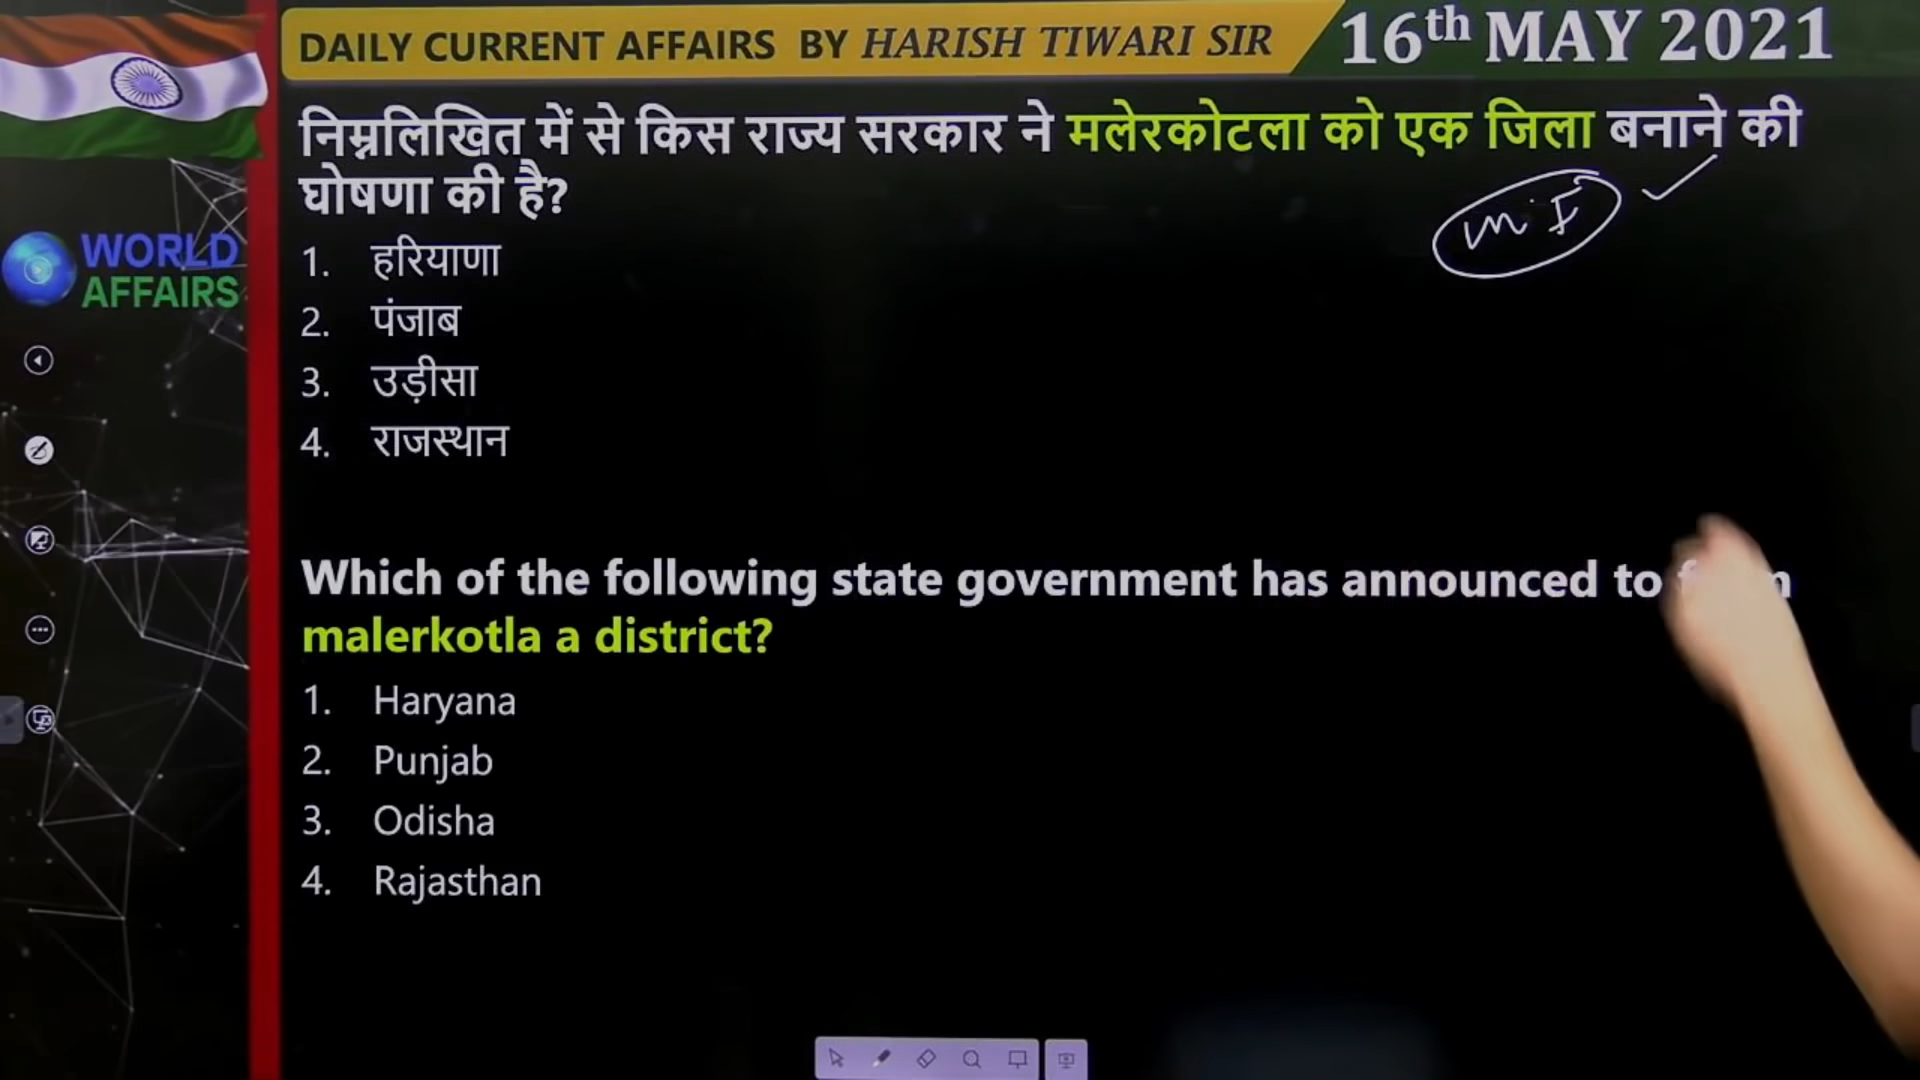 DAILY CURRENT AFFAIRS BY HARISH TIWARI SIR
16th MAY 2021
निम्नलिखित में से किस राज्य सरकार ने मलेरकोटला को एक जिला बनाने की
घोषणा की है?
1. हरियाणा
2. पंजाब
3. उड़ीसा
4. राजस्थान
WORLD
AFFAIRS
Which of the following state government has announced to
malerkotla a district?
1. Haryana
2. Punjab
3. Odisha
4. Rajasthan